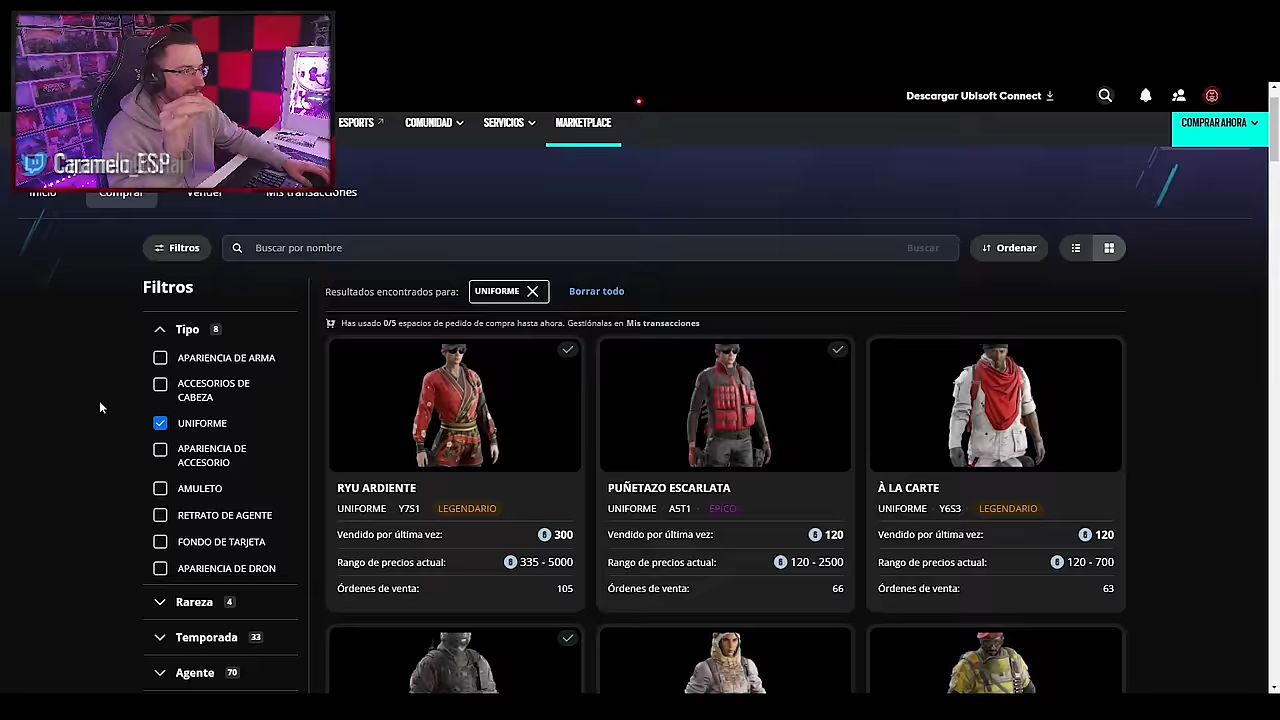 Descargar Ubisoft Connect
ESPORTS
COMUNIDAD
SERVICIOS
MARKETPLACE
COMPRAR AHORA
Caramelo_ESP
Inicio
Comprar
Vender
Mis transacciones
Filtros
Buscar por nombre
Buscar
Ordenar
Filtros
Resultados encontrados para:
UNIFORME
Borrar todo
Has usado 0/5 espacios de pedido de compra hasta ahora. Gestiónalas en Mis transacciones
Tipo 8
APARIENCIA DE ARMA
ACCESORIOS DE
CABEZA
UNIFORME
APARIENCIA DE
ACCESORIO
AMULETO
RETRATO DE AGENTE
FONDO DE TARJETA
APARIENCIA DE DRON
Rareza 4
Temporada 33
Agente 70
RYU ARDIENTE
UNIFORME Y7S1 LEGENDARIO
Vendido por última vez: 300
Rango de precios actual: 335 - 5000
Órdenes de venta: 105
PUÑETAZO ESCARLATA
UNIFORME · A5T1 · ÉPICO
Vendido por última vez: 120
Rango de precios actual: 120 - 2500
Órdenes de venta: 66
À LA CARTE
UNIFORME · Y6S3 · LEGENDARIO
Vendido por última vez: 120
Rango de precios actual: 120 - 700
Órdenes de venta: 63